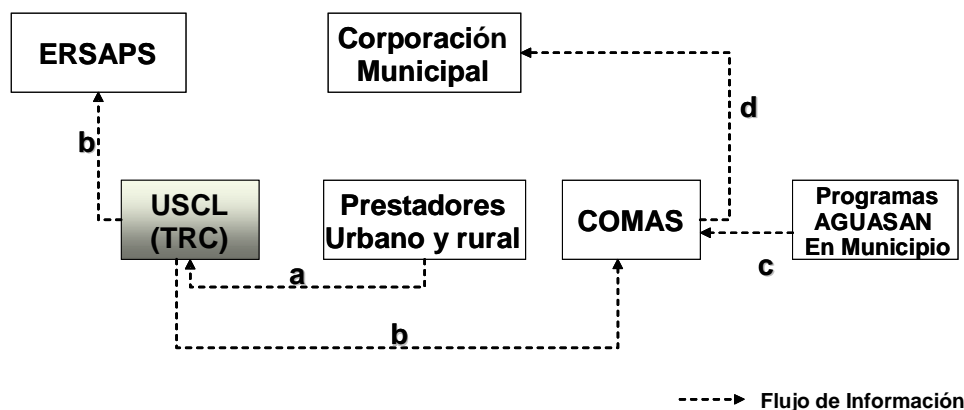 ERSAPS
Corporación
Municipal
d
b
USCL
(TRC)
Prestadores
Urbano y rural
COMAS
Programas
AGUASAN
En Municipio
a
c
b
Flujo de Información